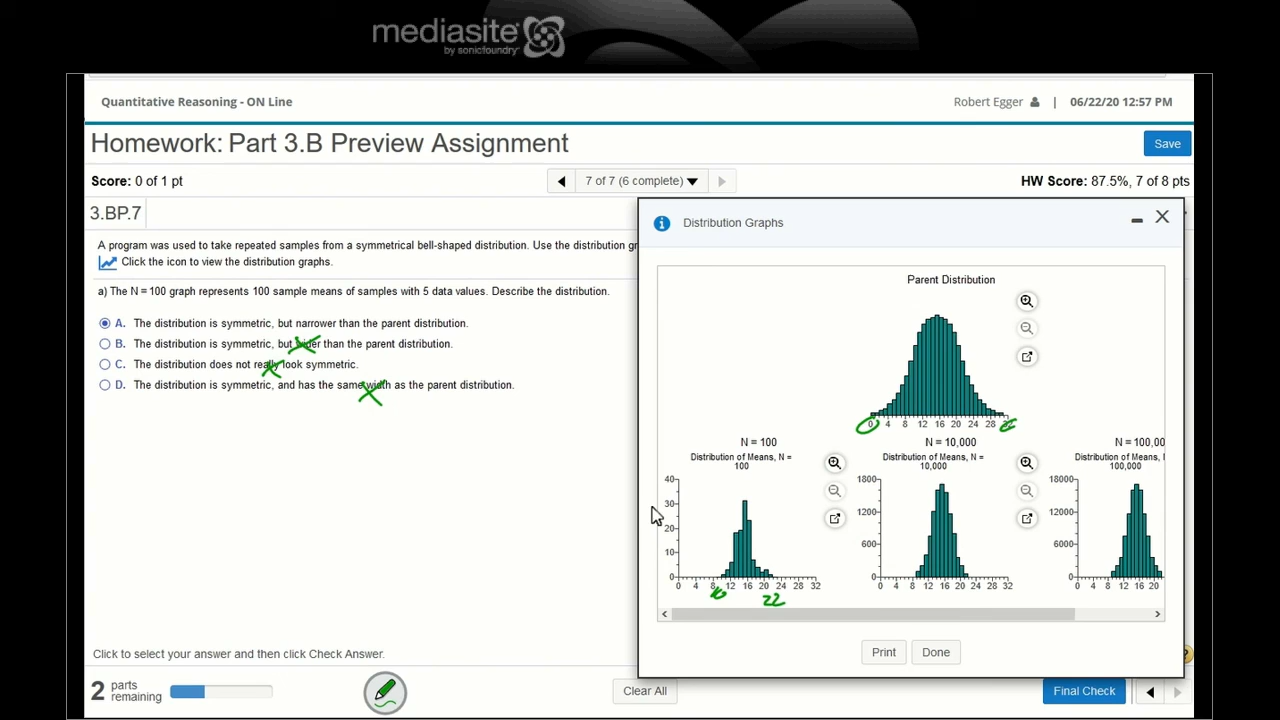 mediasite
by sonicfoundry
Quantitative Reasoning - ON Line
Robert Egger | 06/22/20 12:57 PM
Homework: Part 3.B Preview Assignment
Save
Score: 0 of 1 pt
7 of 7 (6 complete)
HW Score: 87.5%, 7 of 8 pts
3.BP.7
A program was used to take repeated samples from a symmetrical bell-shaped distribution. Use the distribution gr
Click the icon to view the distribution graphs.
a) The N = 100 graph represents 100 sample means of samples with 5 data values. Describe the distribution.
A. The distribution is symmetric, but narrower than the parent distribution.
B. The distribution is symmetric, but wider than the parent distribution.
C. The distribution does not really look symmetric.
D. The distribution is symmetric, and has the same width as the parent distribution.
Distribution Graphs
Parent Distribution
0 4 8 12 16 20 24 28 32
N = 100
Distribution of Means, N =
100
40
30
20
10
0
0 4 8 12 16 20 24 28 32
22
N = 10,000
Distribution of Means, N =
10,000
1800
1200
600
0
0 4 8 12 16 20 24 28 32
N = 100,00
Distribution of Means,
100,000
18000
12000
6000
0
0 4 8 12 16 20
Print
Done
Click to select your answer and then click Check Answer.
?
2 parts
remaining
Clear All
Final Check